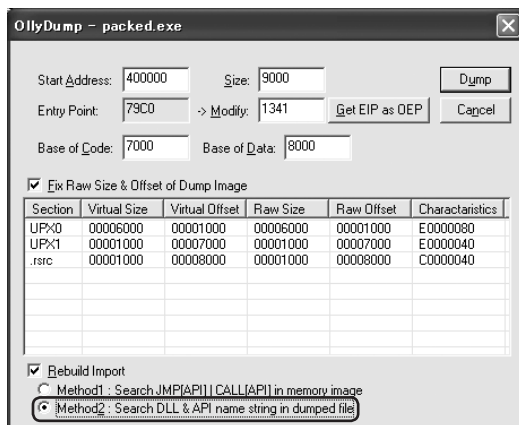 OllyDump - packed.exe
Start Address: 400000 Size: 9000 Dump
Entry Point: 79C0 -> Modify: 1341 Get EIP as OEP Cancel
Base of Code: 7000 Base of Data: 8000
Fix Raw Size & Offset of Dump Image
Section Virtual Size Virtual Offset Raw Size Raw Offset Charactaristics
UPX0 00006000 00001000 00006000 00001000 E0000080
UPX1 00001000 00007000 00001000 00007000 E0000040
.rsrc 00001000 00008000 00001000 00008000 C0000040
Rebuild Import
Method1 : Search JMP[API] | CALL[API] in memory image
Method2 : Search DLL & API name string in dumped file